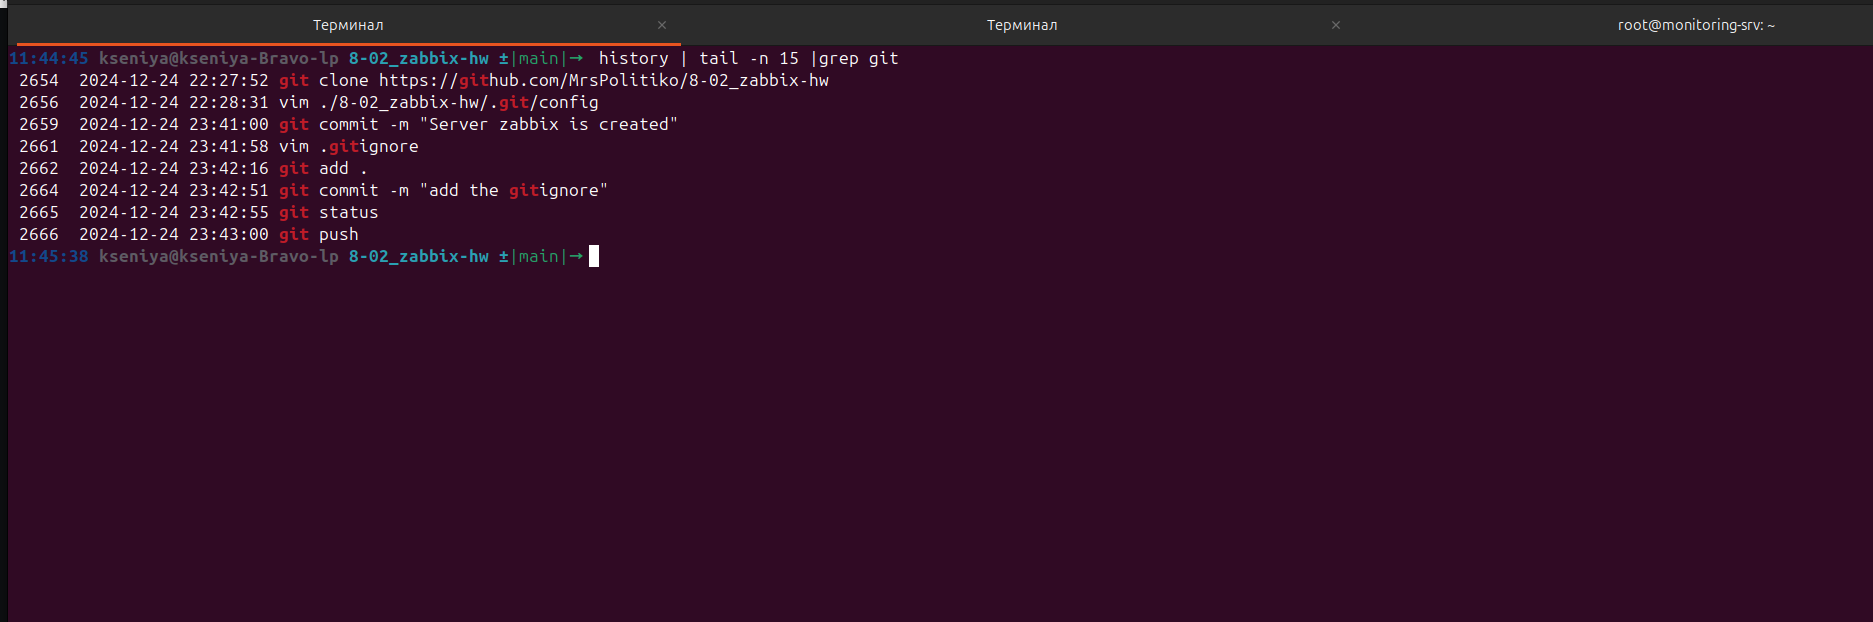 Терминал × Терминал × root@monitoring-srv: ~
11:44:45 kseniya@kseniya-Bravo-lp 8-02_zabbix-hw ±|main|→ history | tail -n 15 |grep git
2654 2024-12-24 22:27:52 git clone https://github.com/MrsPolitiko/8-02_zabbix-hw
2656 2024-12-24 22:28:31 vim ./8-02_zabbix-hw/.git/config
2659 2024-12-24 23:41:00 git commit -m "Server zabbix is created"
2661 2024-12-24 23:41:58 vim .gitignore
2662 2024-12-24 23:42:16 git add .
2664 2024-12-24 23:42:51 git commit -m "add the gitignore"
2665 2024-12-24 23:42:55 git status
2666 2024-12-24 23:43:00 git push
11:45:38 kseniya@kseniya-Bravo-lp 8-02_zabbix-hw ±|main|→